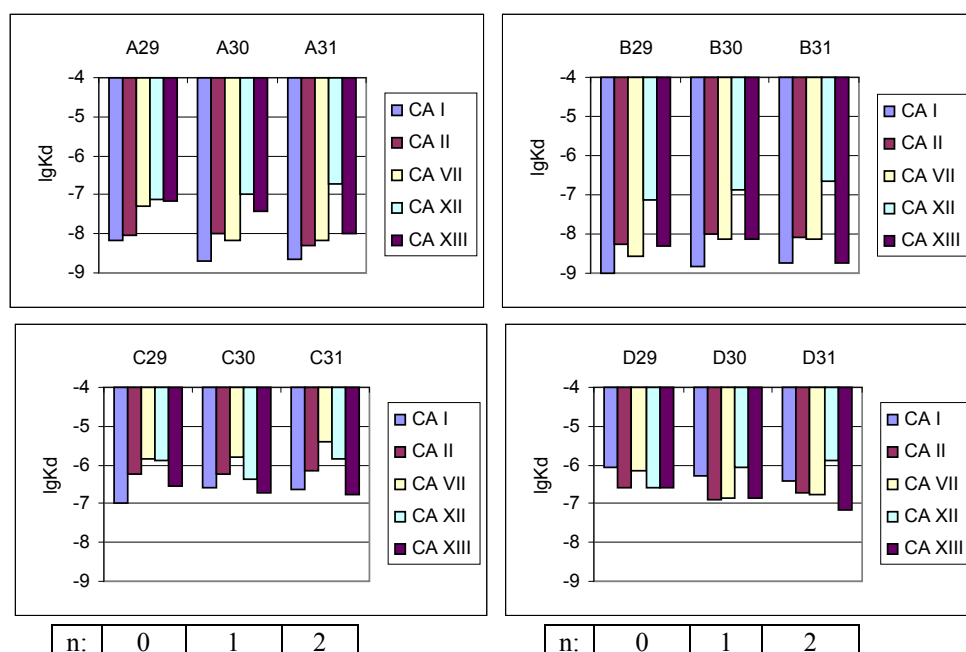 A29 A30 A31
-4
-5
-6
-7
-8
-9
lgKd
CA I
CA II
CA VII
CA XII
CA XIII
B29 B30 B31
-4
-5
-6
-7
-8
-9
lgKd
CA I
CA II
CA VII
CA XII
CA XIII
C29 C30 C31
-4
-5
-6
-7
-8
-9
lgKd
CA I
CA II
CA VII
CA XII
CA XIII
D29 D30 D31
-4
-5
-6
-7
-8
-9
lgKd
CA I
CA II
CA VII
CA XII
CA XIII
n: 0 1 2
n: 0 1 2